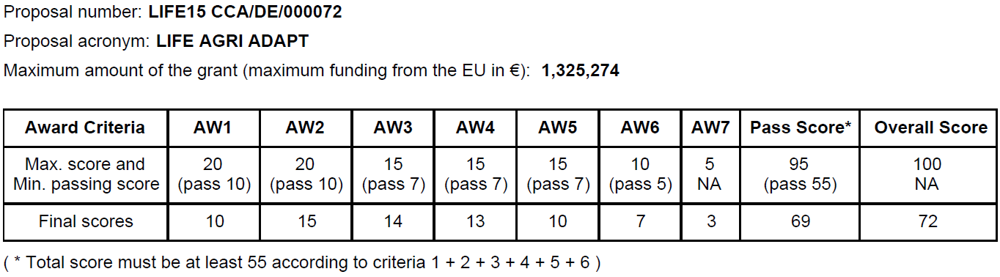 Proposal number: LIFE15 CCA/DE/000072
Proposal acronym: LIFE AGRI ADAPT
Maximum amount of the grant (maximum funding from the EU in €): 1,325,274
Award Criteria AW1 AW2 AW3 AW4 AW5 AW6 AW7 Pass Score* Overall Score
Max. score and 20 20 15 15 15 10 5 95 100
Min. passing score (pass 10) (pass 10) (pass 7) (pass 7) (pass 7) (pass 5) NA (pass 55) NA
Final scores 10 15 14 13 10 7 3 69 72
( * Total score must be at least 55 according to criteria 1 + 2 + 3 + 4 + 5 + 6 )